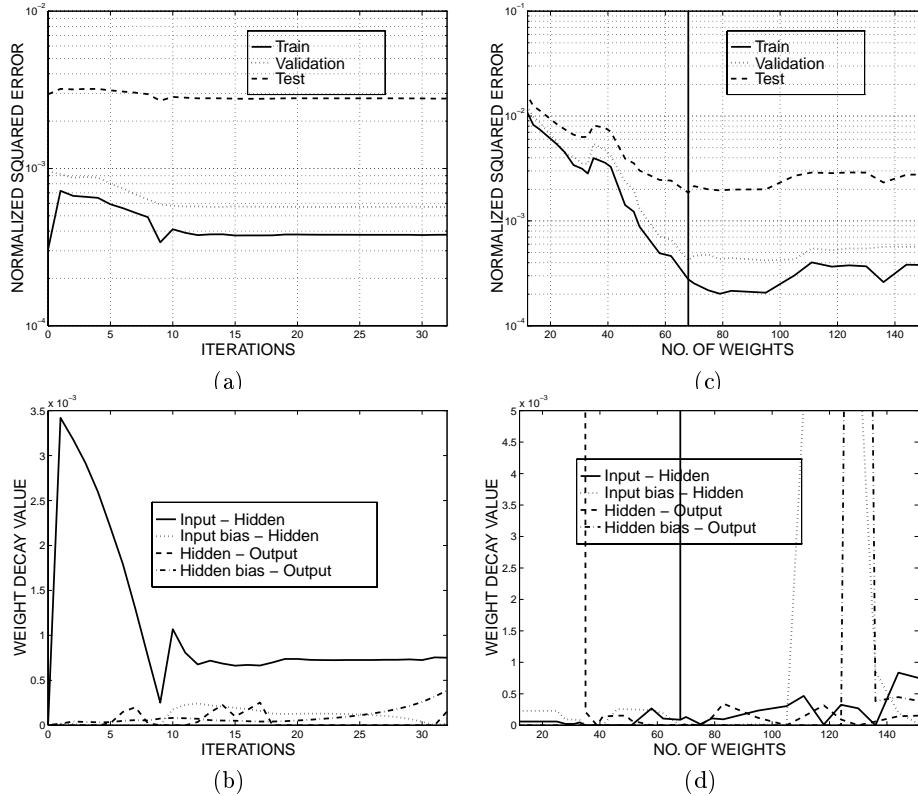 10^-2
10^-3
10^-4
NORMALIZED SQUARED ERROR
Train
Validation
Test
0 5 10 15 20 25 30
ITERATIONS
(a)
10^-1
10^-2
10^-3
10^-4
NORMALIZED SQUARED ERROR
Train
Validation
Test
20 40 60 80 100 120 140
NO. OF WEIGHTS
(c)
x 10^-3
3.5
3
2.5
2
1.5
1
0.5
0
WEIGHT DECAY VALUE
Input – Hidden
Input bias – Hidden
Hidden – Output
Hidden bias – Output
0 5 10 15 20 25 30
ITERATIONS
(b)
x 10^-3
5
4.5
4
3.5
3
2.5
2
1.5
1
0.5
0
WEIGHT DECAY VALUE
Input – Hidden
Input bias – Hidden
Hidden – Output
Hidden bias – Output
20 40 60 80 100 120 140
NO. OF WEIGHTS
(d)